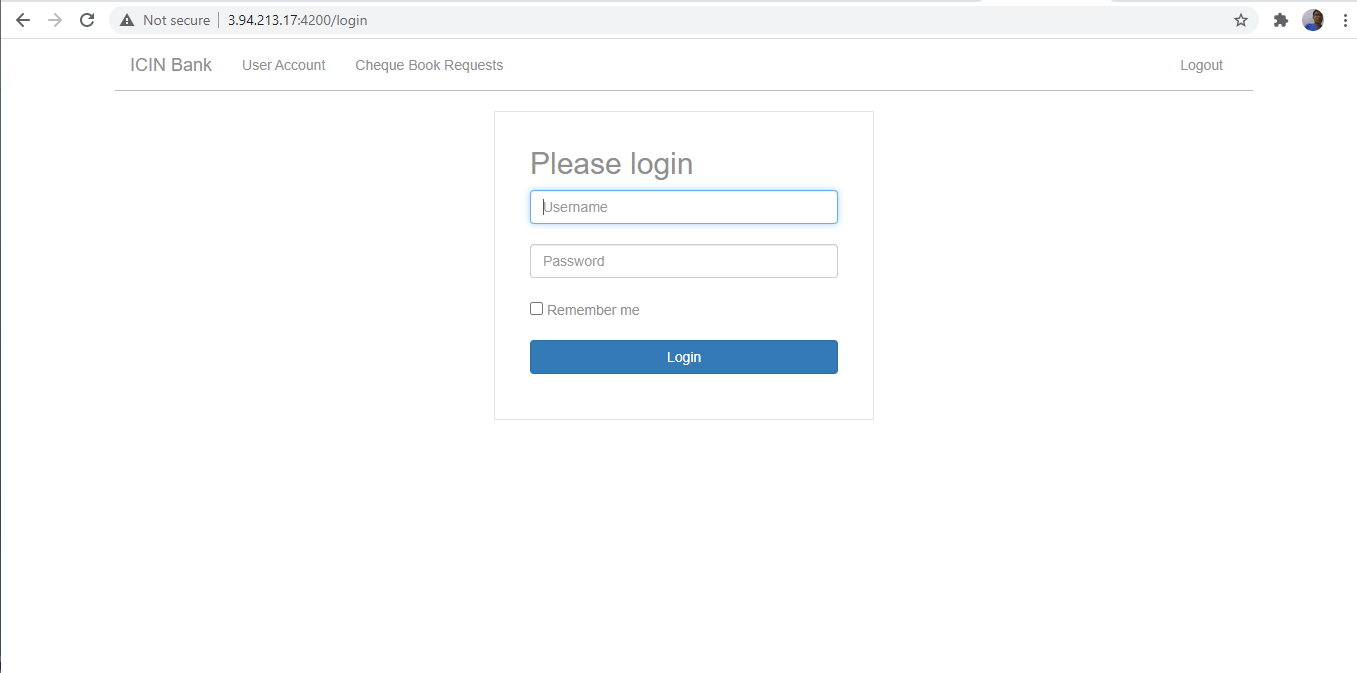 Not secure | 3.94.213.17:4200/login
ICIN Bank User Account Cheque Book Requests Logout
Please login
Username
Password
Remember me
Login